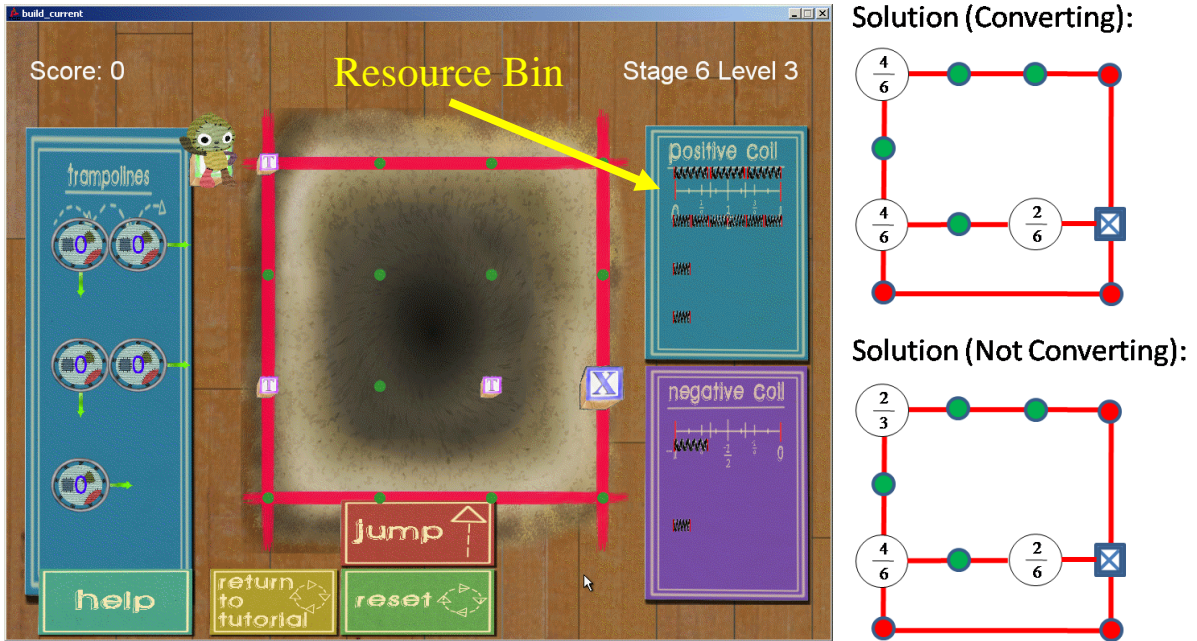 build_current
Score: 0
Resource Bin
Stage 6 Level 3
trampolines
0 0
0 0
0
T
T
T
X
positive coil
0
1
negative coil
-1
0
jump
help
return
to
tutorial
reset
Solution (Converting):
4
6
4
6
2
6
X
Solution (Not Converting):
2
3
4
6
2
6
X